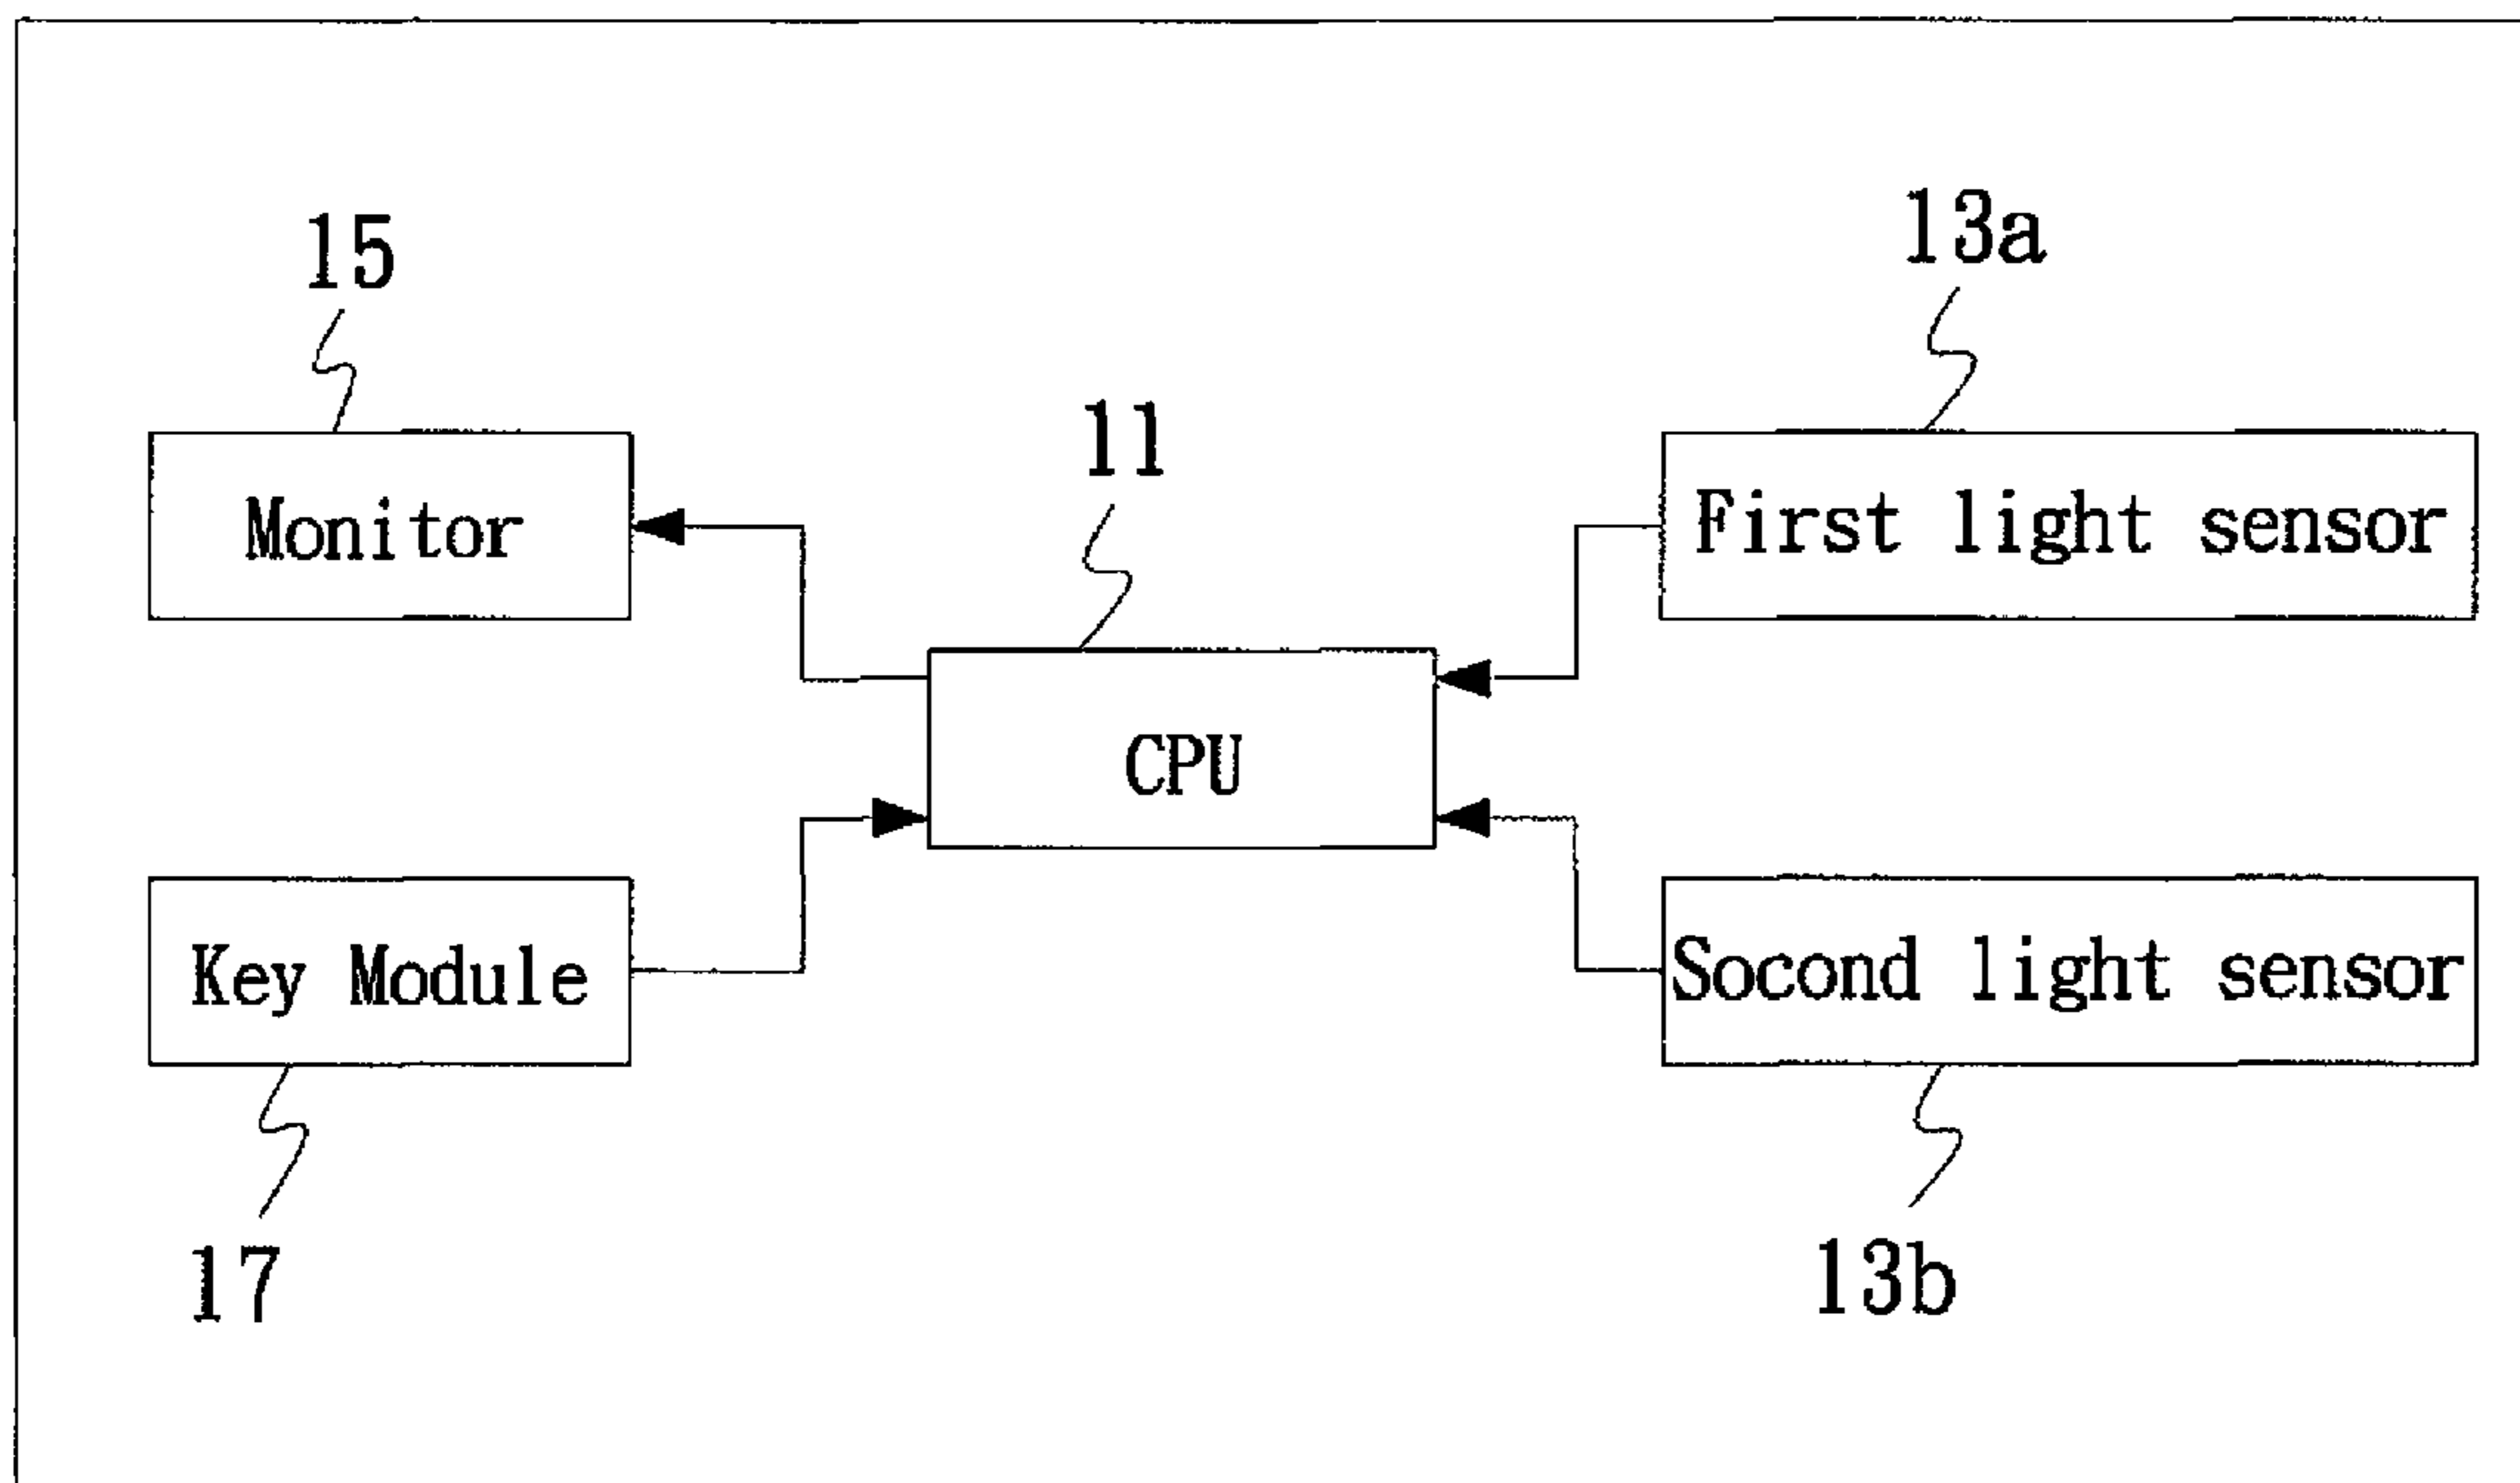 15
13a
11
Monitor
First light sensor
CPU
Key Module
Socond light sensor
17
13b